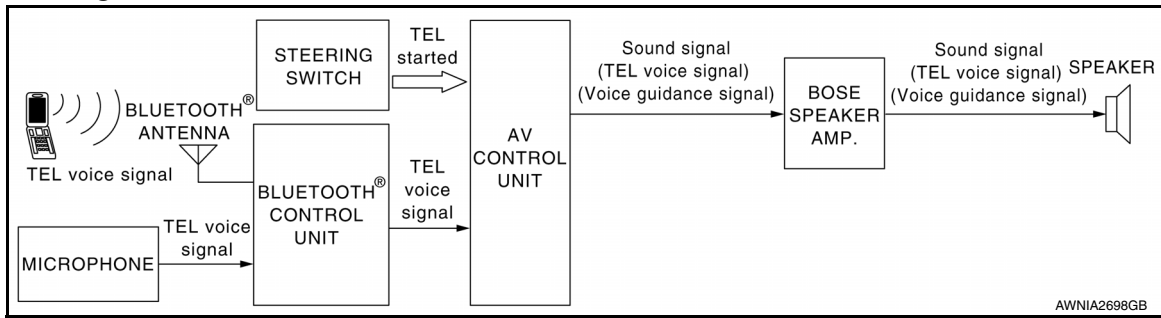 STEERING
SWITCH
TEL
started
BLUETOOTH®
ANTENNA
TEL voice signal
MICROPHONE
TEL voice
signal
BLUETOOTH®
CONTROL
UNIT
TEL
voice
signal
AV
CONTROL
UNIT
Sound signal
(TEL voice signal)
(Voice guidance signal)
BOSE
SPEAKER
AMP.
Sound signal
(TEL voice signal)
(Voice guidance signal)
SPEAKER
AWNIA2698GB